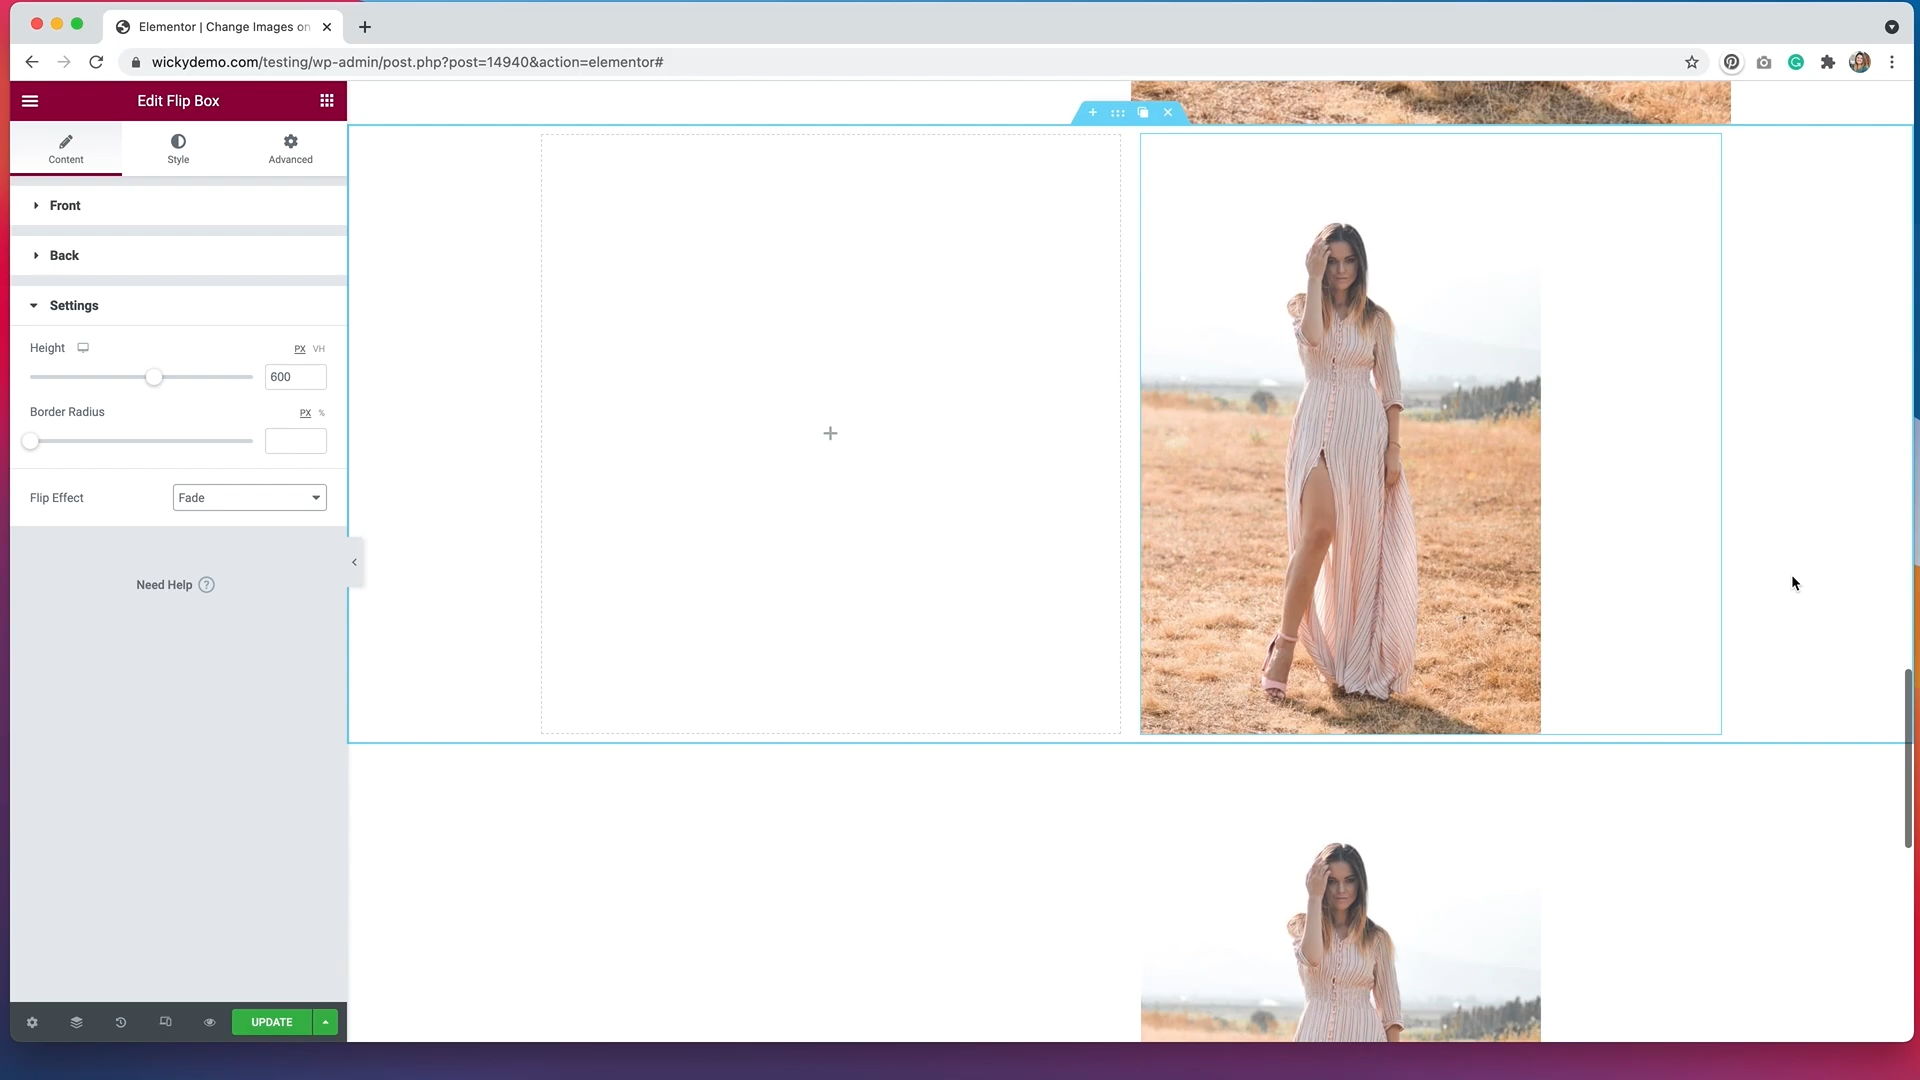 Elementor | Change Images on
wickydemo.com/testing/wp-admin/post.php?post=14940&action=elementor#
Edit Flip Box
Content
Style
Advanced
Front
Back
Settings
Height
PX VH
600
Border Radius
PX %
Flip Effect
Fade
Need Help ?
UPDATE